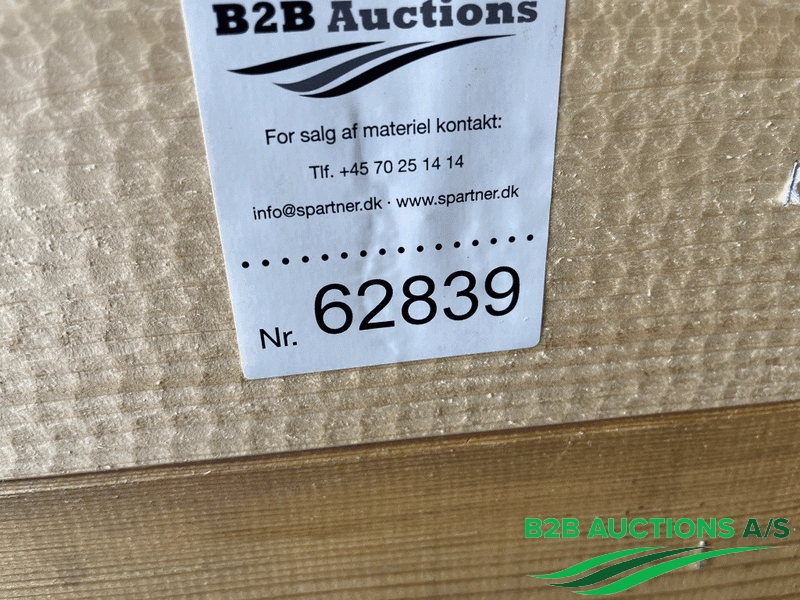 B2B Auctions
For salg af materiel kontakt:
Tlf. +45 70 25 14 14
info@spartner.dk · www.spartner.dk
Nr. 62839
B2B AUCTIONS A/S